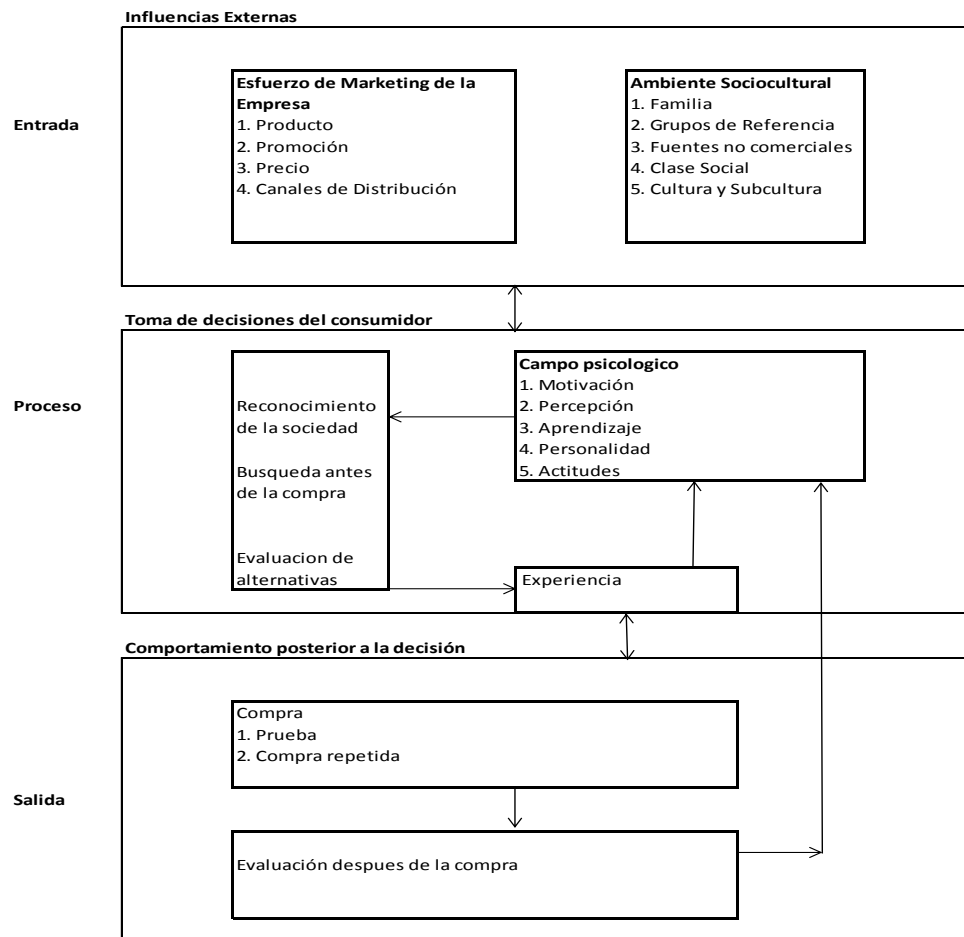 Influencias Externas
Entrada
Esfuerzo de Marketing de la
Empresa
1. Producto
2. Promoción
3. Precio
4. Canales de Distribución
Ambiente Sociocultural
1. Familia
2. Grupos de Referencia
3. Fuentes no comerciales
4. Clase Social
5. Cultura y Subcultura
Toma de decisiones del consumidor
Proceso
Reconocimiento
de la sociedad
Busqueda antes
de la compra
Evaluacion de
alternativas
Campo psicologico
1. Motivación
2. Percepción
3. Aprendizaje
4. Personalidad
5. Actitudes
Experiencia
Comportamiento posterior a la decisión
Salida
Compra
1. Prueba
2. Compra repetida
Evaluación despues de la compra